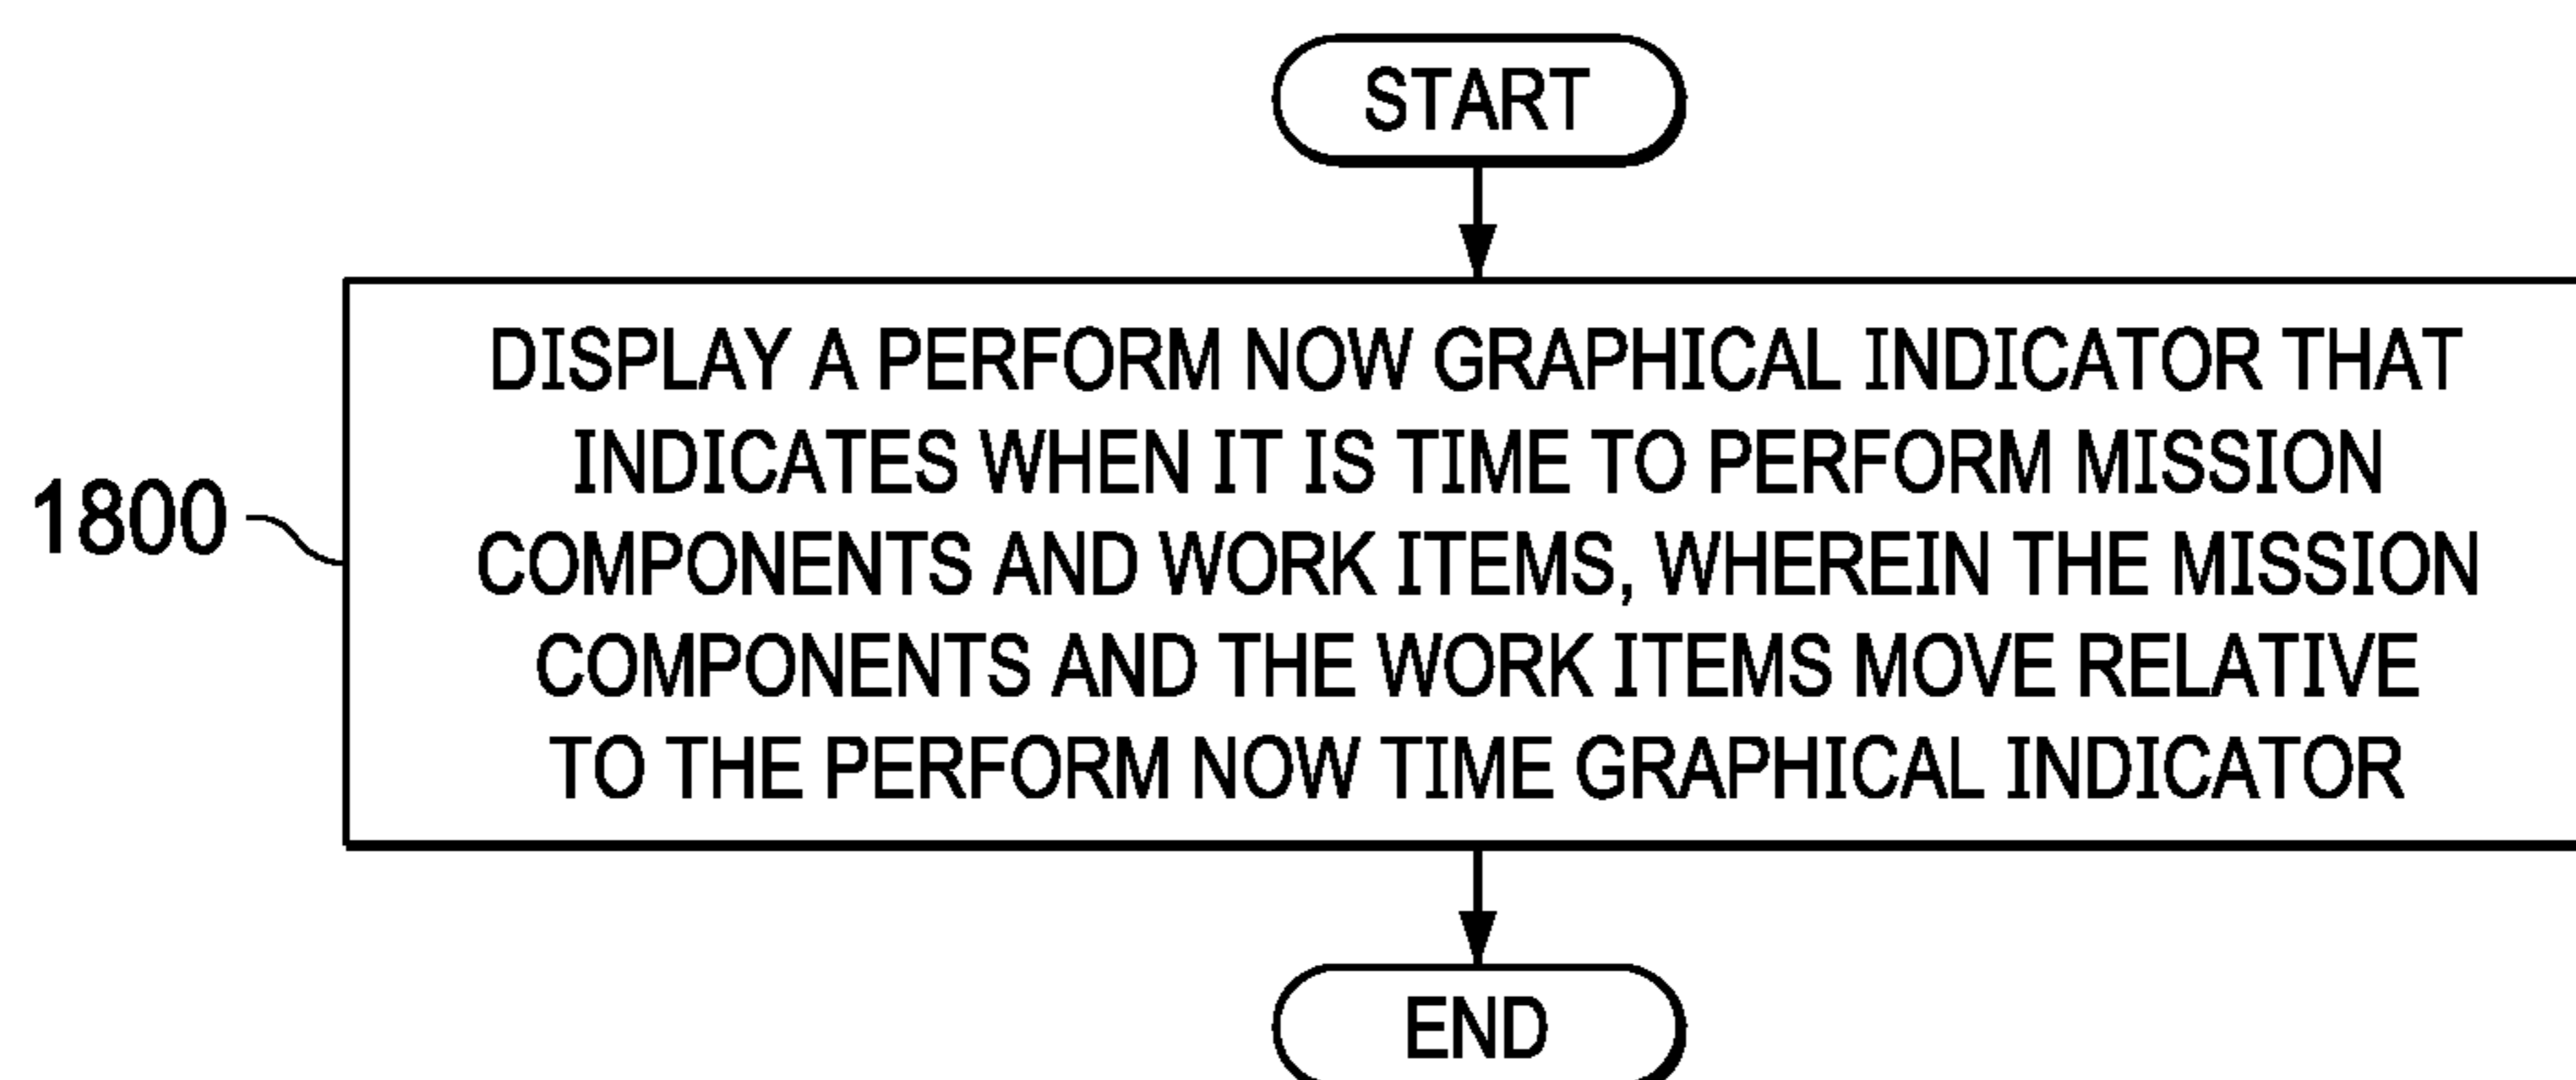 START
DISPLAY A PERFORM NOW GRAPHICAL INDICATOR THAT
INDICATES WHEN IT IS TIME TO PERFORM MISSION
1800
COMPONENTS AND WORK ITEMS, WHEREIN THE MISSION
COMPONENTS AND THE WORK ITEMS MOVE RELATIVE
TO THE PERFORM NOW TIME GRAPHICAL INDICATOR
END